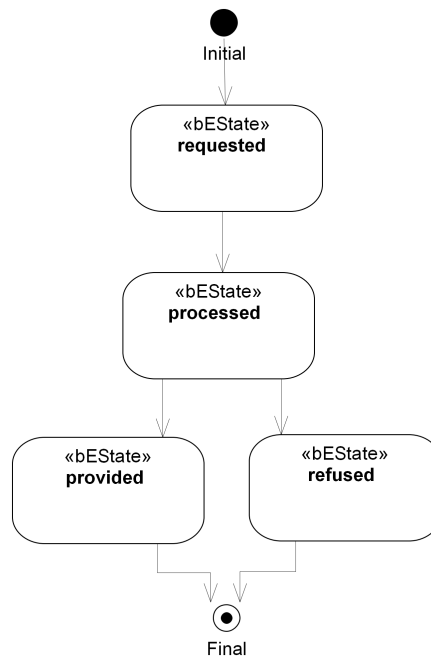 Initial
«bEState»
requested
«bEState»
processed
«bEState»
provided
«bEState»
refused
Final